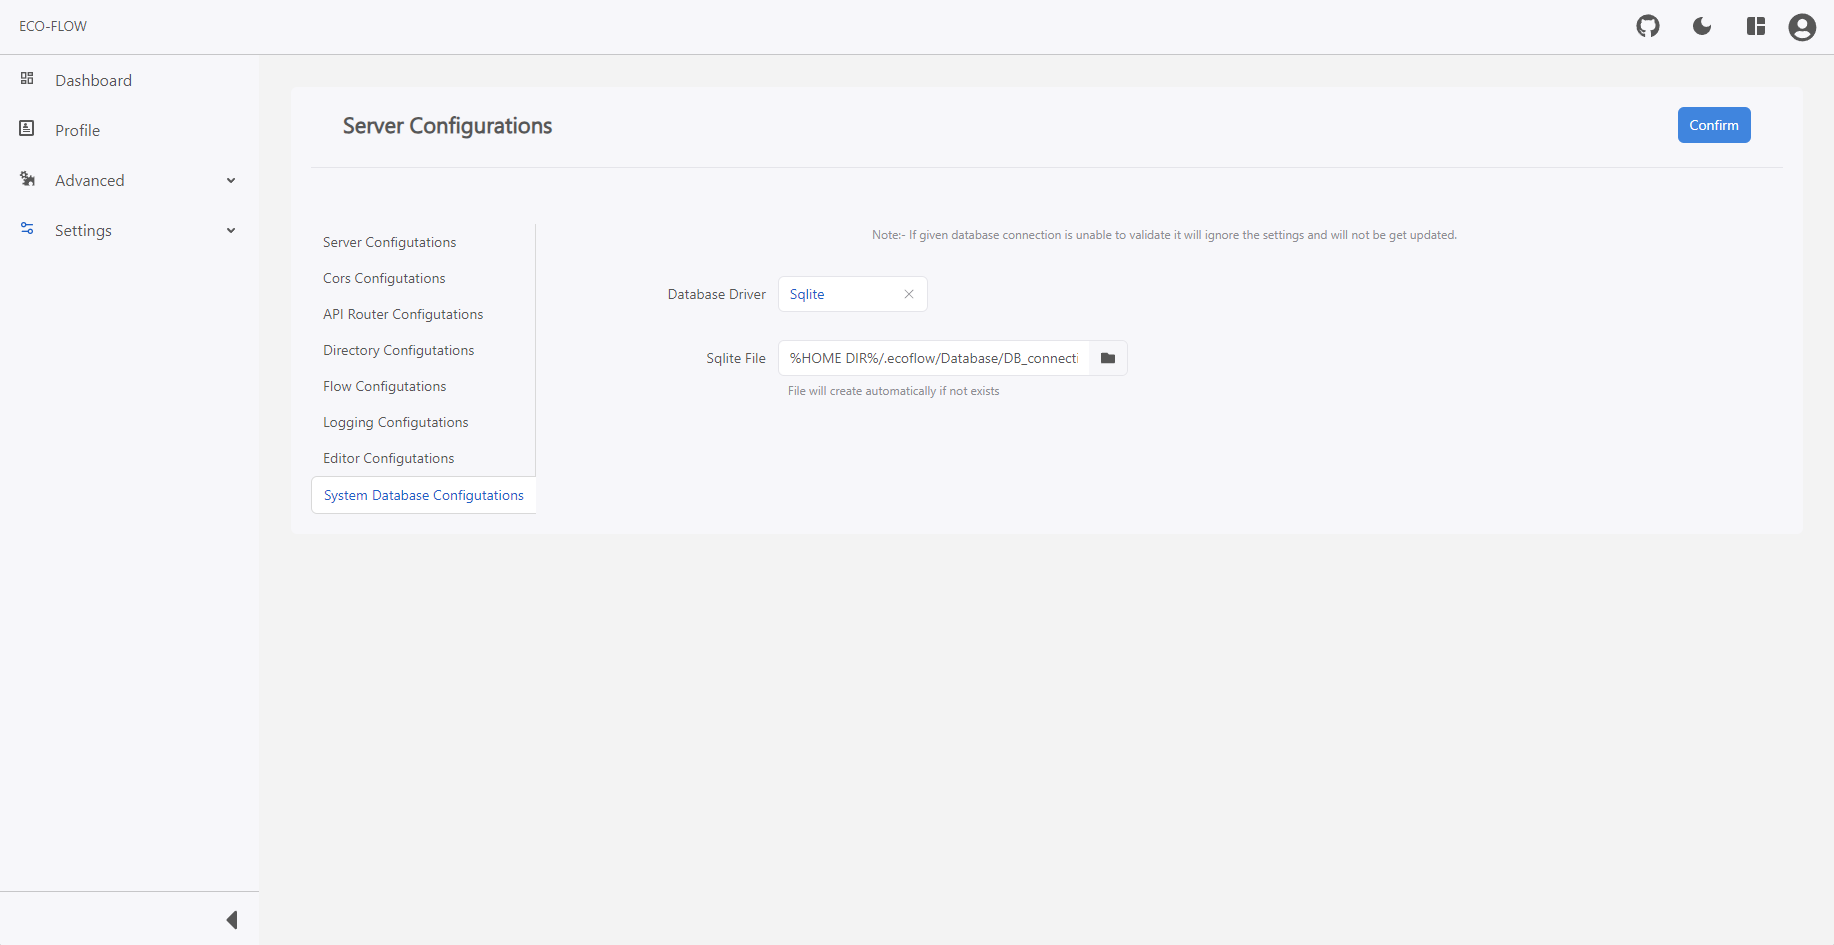 ECO-FLOW
Dashboard
Profile
Advanced
Settings
Server Configurations
Confirm
Server Configutations
Cors Configutations
API Router Configutations
Directory Configutations
Flow Configutations
Logging Configutations
Editor Configutations
System Database Configutations
Note:- If given database connection is unable to validate it will ignore the settings and will not be get updated.
Database Driver
Sqlite
Sqlite File
%HOME DIR%/.ecoflow/Database/DB_connecti
File will create automatically if not exists